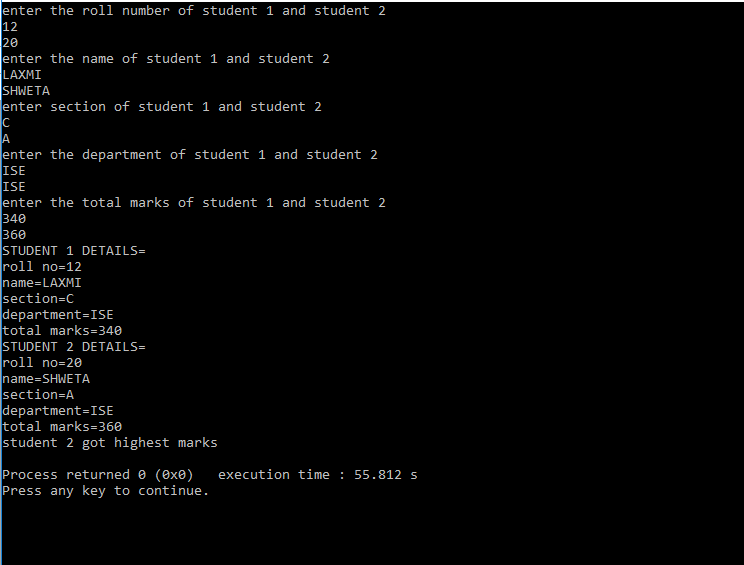 enter the roll number of student 1 and student 2
12
20
enter the name of student 1 and student 2
LAXMI
SHWETA
enter section of student 1 and student 2
C
A
enter the department of student 1 and student 2
ISE
ISE
enter the total marks of student 1 and student 2
340
360
STUDENT 1 DETAILS=
roll no=12
name=LAXMI
section=C
department=ISE
total marks=340
STUDENT 2 DETAILS=
roll no=20
name=SHWETA
section=A
department=ISE
total marks=360
student 2 got highest marks
Process returned 0 (0x0)   execution time : 55.812 s
Press any key to continue.